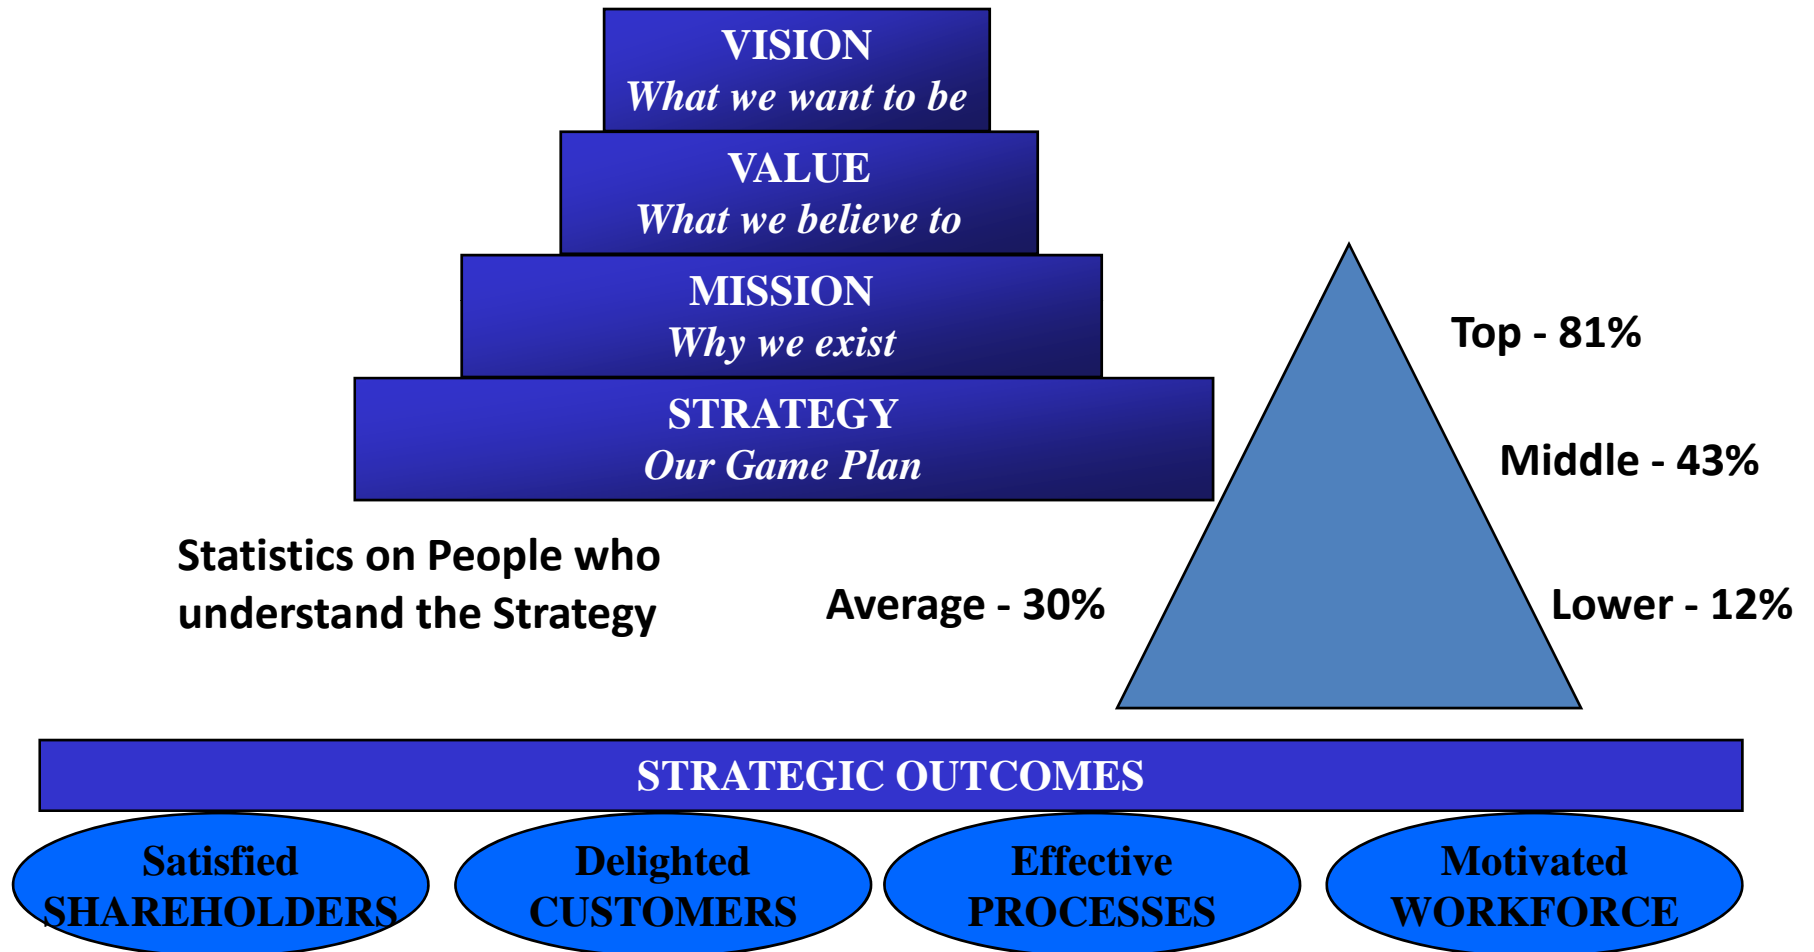 VISION
What we want to be
VALUE
What we believe to
MISSION
Why we exist
STRATEGY
Our Game Plan
Top - 81%
Middle - 43%
Statistics on People who
understand the Strategy
Average - 30%
Lower - 12%
STRATEGIC OUTCOMES
Satisfied
SHAREHOLDERS
Delighted
CUSTOMERS
Effective
PROCESSES
Motivated
WORKFORCE